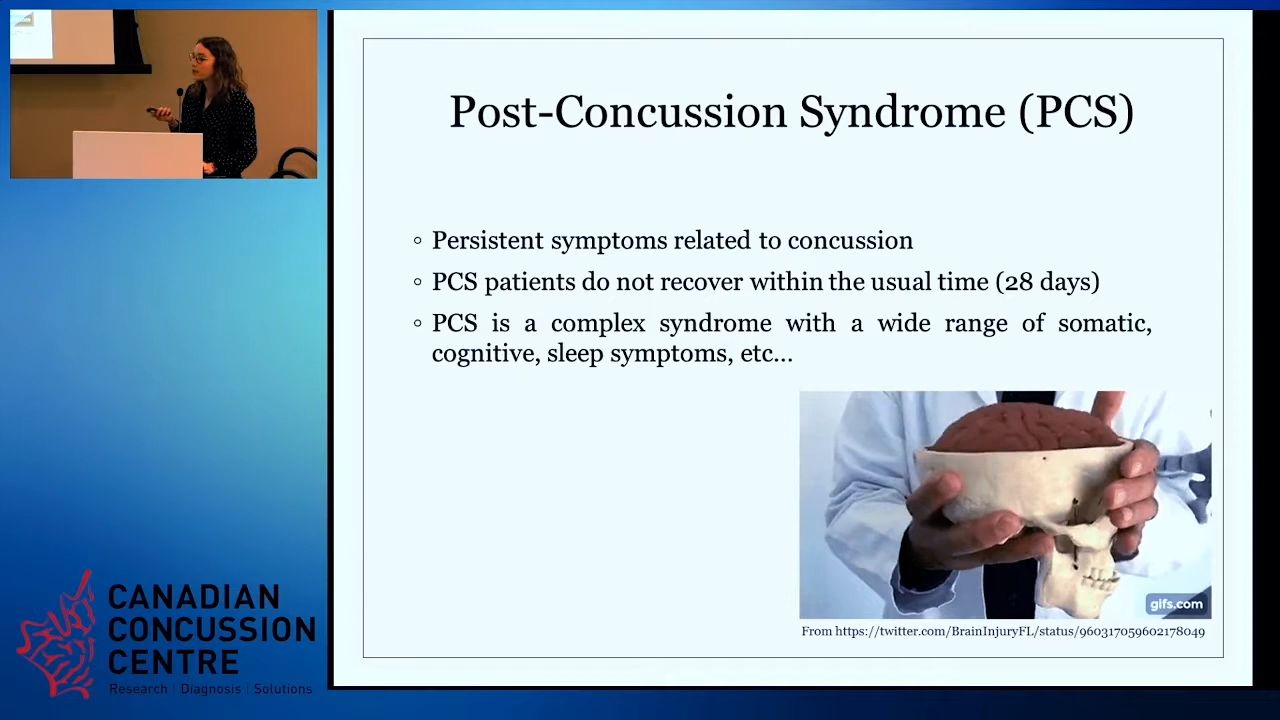 Post-Concussion Syndrome (PCS)
◦ Persistent symptoms related to concussion
◦ PCS patients do not recover within the usual time (28 days)
◦ PCS is a complex syndrome with a wide range of somatic,
cognitive, sleep symptoms, etc...
gifs.com
From https://twitter.com/BrainInjuryFL/status/960317059602178049
CANADIAN
CONCUSSION
CENTRE
Research | Diagnosis | Solutions